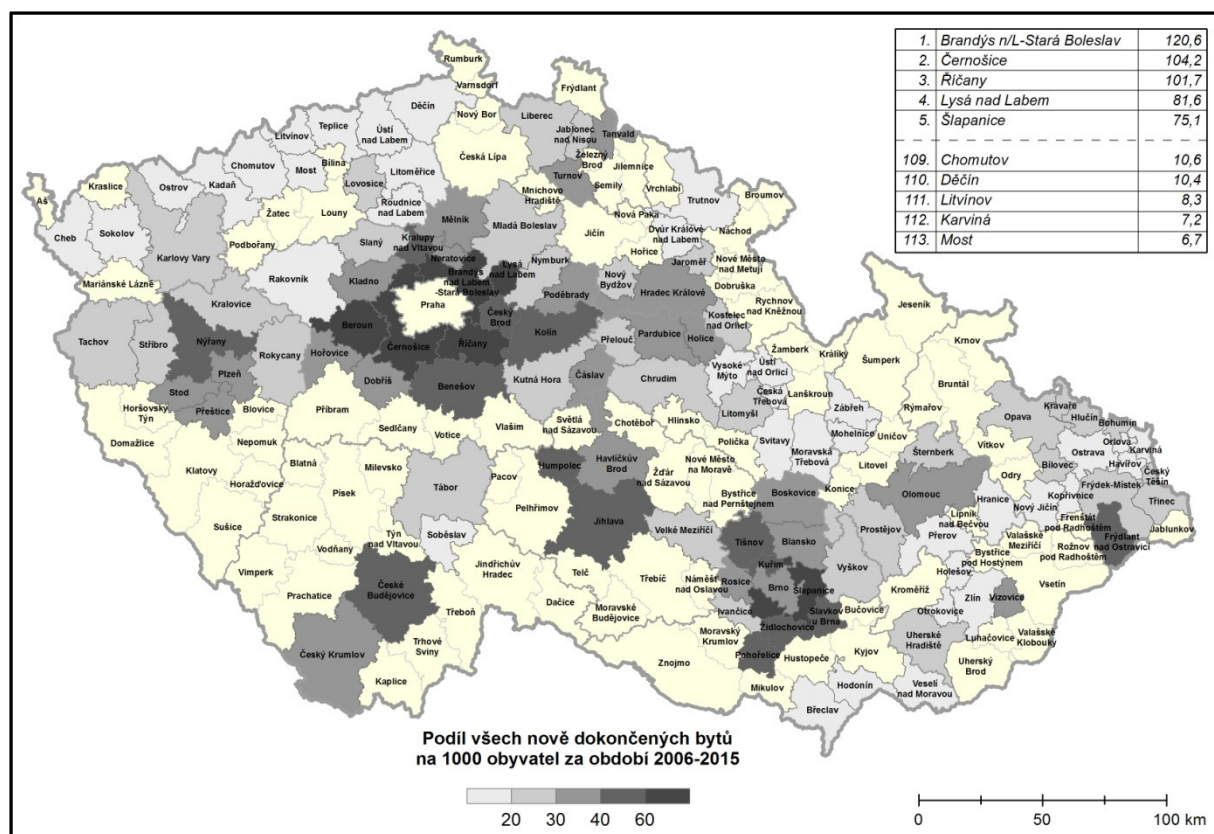 1. Brandýs n/L-Stará Boleslav 120,6
2. Černošice 104,2
3. Říčany 101,7
4. Lysá nad Labem 81,6
5. Šlapanice 75,1
109. Chomutov 10,6
110. Děčín 10,4
111. Litvínov 8,3
112. Karviná 7,2
113. Most 6,7
Rumburk
Varnsdorf
Děčín
Nový Bor
Frýdlant
Liberec
Jablonec
nad Nisou
Tanvald
Železný
Brod
Semily
Jilemnice
Vrchlabí
Turnov
Mnichovo
Hradiště
Česká Lípa
Ústí
nad Labem
Teplice
Litvínov
Most
Bílina
Litoměřice
Lovosice
Roudnice
nad Labem
Chomutov
Kadaň
Ostrov
Kraslice
Aš
Cheb
Sokolov
Karlovy Vary
Mariánské Lázně
Podbořany
Žatec
Louny
Slaný
Mělník
Mladá Boleslav
Kralupy
nad Vltavou
Neratovice
Brandýs
nad Labem
-Stará Boleslav
Lysá
nad Labem
Nymburk
Jičín
Nová Paka
Hořice
Dvůr Králové
nad Labem
Trutnov
Broumov
Náchod
Jaroměř
Nové Město
nad Metují
Dobruška
Rychnov
nad Kněžnou
Kostelec
nad Orlicí
Nový
Bydžov
Hradec Králové
Poděbrady
Praha
Český
Brod
Kolín
Kladno
Rakovník
Kralovice
Beroun
Černošice
Říčany
Hořovice
Dobříš
Benešov
Kutná Hora
Čáslav
Přelouč
Pardubice
Holice
Chrudim
Vysoké
Mýto
Ústí
nad Orlicí
Česká
Třebová
Litomyšl
Žamberk
Králíky
Lanškroun
Šumperk
Jeseník
Krnov
Bruntál
Rýmařov
Zábřeh
Mohelnice
Svitavy
Moravská
Třebová
Uničov
Litovel
Šternberk
Olomouc
Konice
Tachov
Stříbro
Nýřany
Plzeň
Rokycany
Stod
Přeštice
Blovice
Horšovský
Týn
Domažlice
Nepomuk
Klatovy
Horažďovice
Sušice
Příbram
Sedlčany
Votice
Vlašim
Světlá
nad Sázavou
Chotěboř
Hlinsko
Polička
Nové Město
na Moravě
Bystřice
nad Pernštejnem
Žďár
nad Sázavou
Havlíčkův
Brod
Humpolec
Jihlava
Pelhřimov
Pacov
Blatná
Milevsko
Tábor
Písek
Strakonice
Vodňany
Týn
nad Vltavou
Soběslav
Vimperk
Prachatice
České
Budějovice
Český Krumlov
Jindřichův
Hradec
Třeboň
Trhové
Sviny
Kaplice
Dačice
Telč
Třebíč
Moravské
Budějovice
Náměšť
nad Oslavou
Velké Meziříčí
Boskovice
Blansko
Tišnov
Kuřim
Brno
Rosice
Ivančice
Šlapanice
Slavkov
u Brna
Židlochovice
Pohořelice
Moravský
Krumlov
Znojmo
Mikulov
Hustopeče
Břeclav
Hodonín
Kyjov
Bučovice
Vyškov
Prostějov
Přerov
Kroměříž
Holešov
Otrokovice
Zlín
Vizovice
Uherské
Hradiště
Veselí
nad Moravou
Uherský
Brod
Luhačovice
Valašské
Klobouky
Vsetín
Bystřice
pod Hostýnem
Valašské
Meziříčí
Rožnov
pod Radhoštěm
Lipník
nad Bečvou
Hranice
Nový Jičín
Kopřivnice
Frenštát
pod Radhoštěm
Frýdlant
nad Ostravicí
Frýdek-Místek
Jablunkov
Třinec
Český
Těšín
Havířov
Karviná
Orlová
Ostrava
Bohumín
Hlučín
Kravaře
Opava
Vítkov
Odry
Bílovec
Podíl všech nově dokončených bytů
na 1000 obyvatel za období 2006-2015
20 30 40 60
0 50 100 km